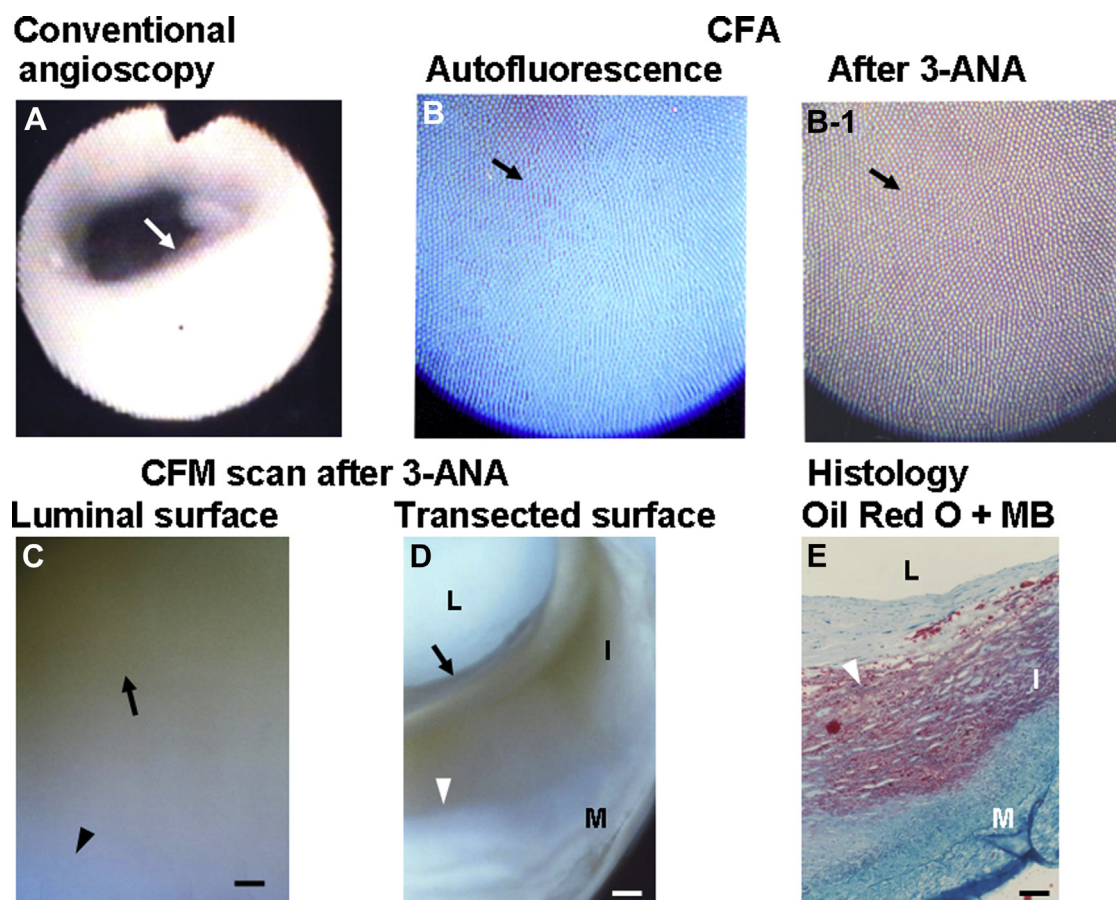 Conventional
angioscopy
CFA
Autofluorescence
After 3-ANA
A
B
B-1
CFM scan after 3-ANA
Luminal surface
Transected surface
Histology
Oil Red O + MB
C
D
L
I
M
E
L
I
M